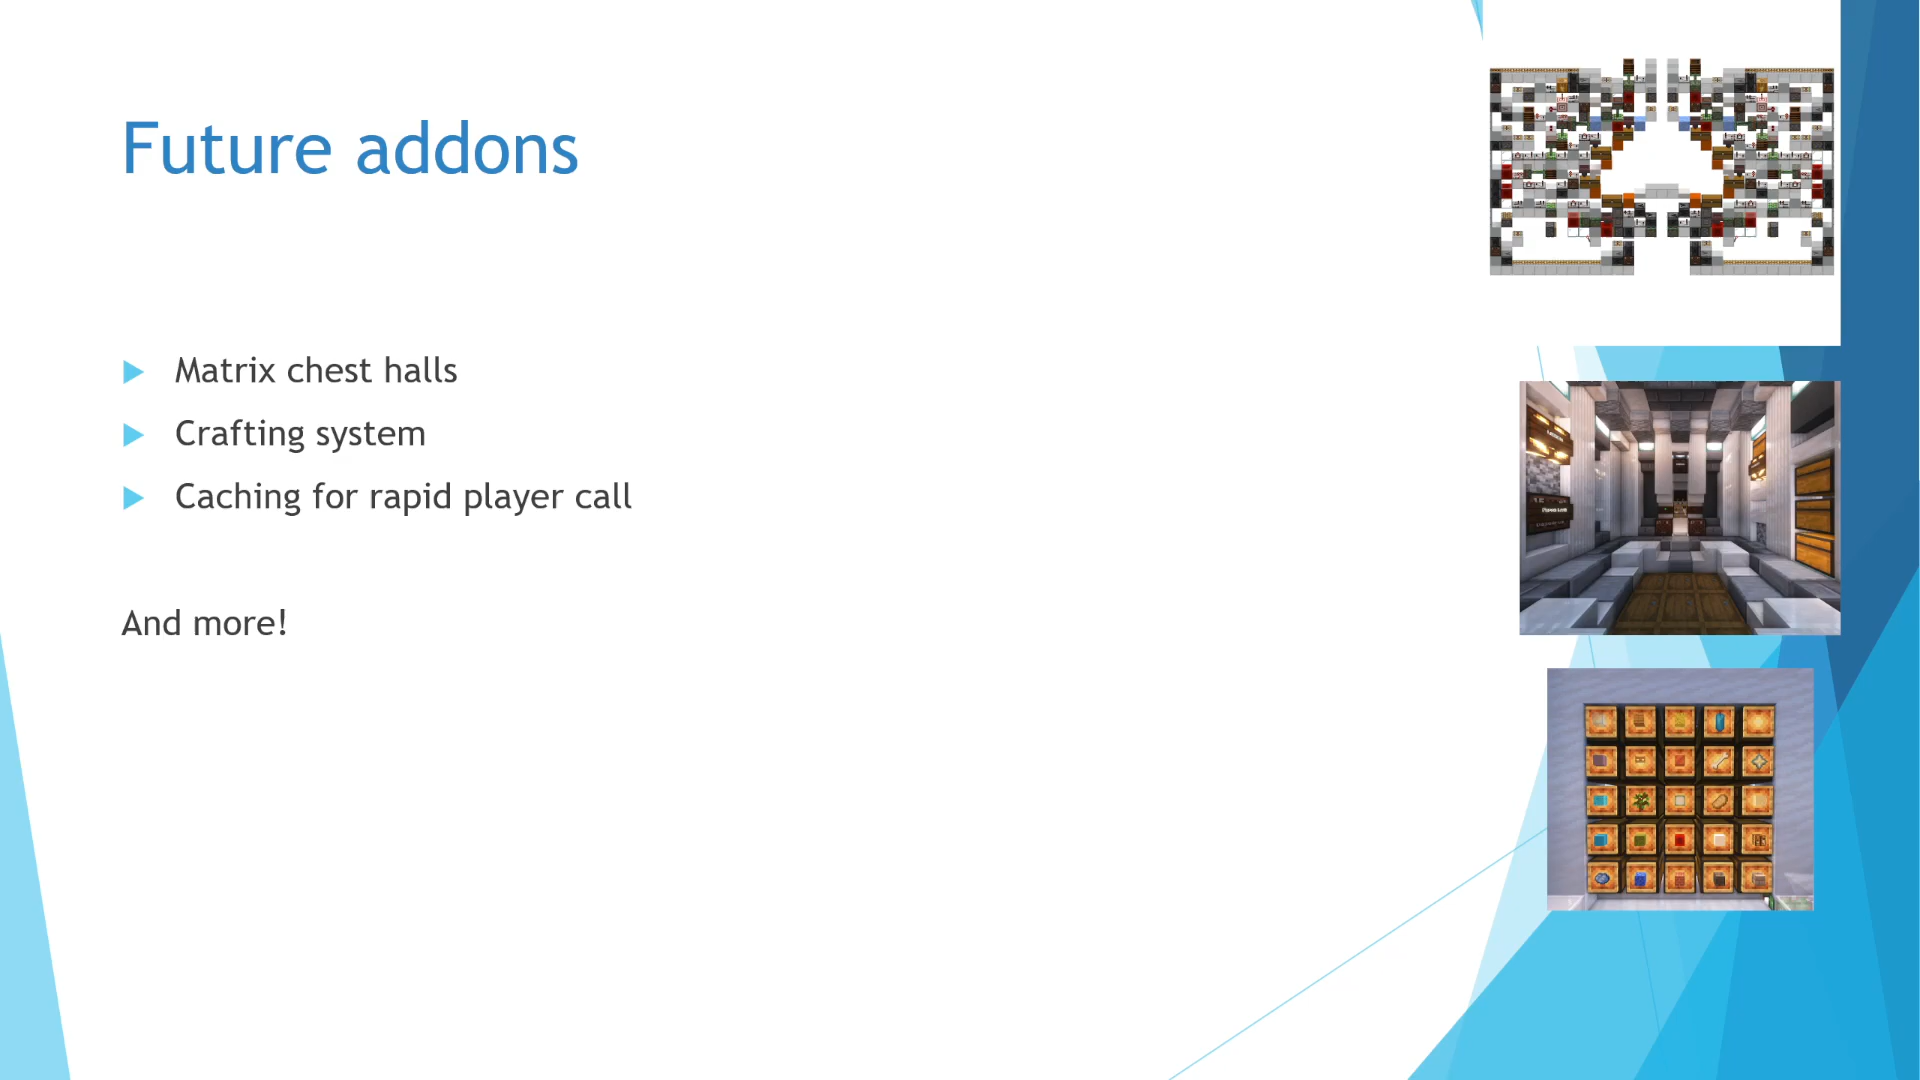 Future addons
Matrix chest halls
Crafting system
Caching for rapid player call
And more!